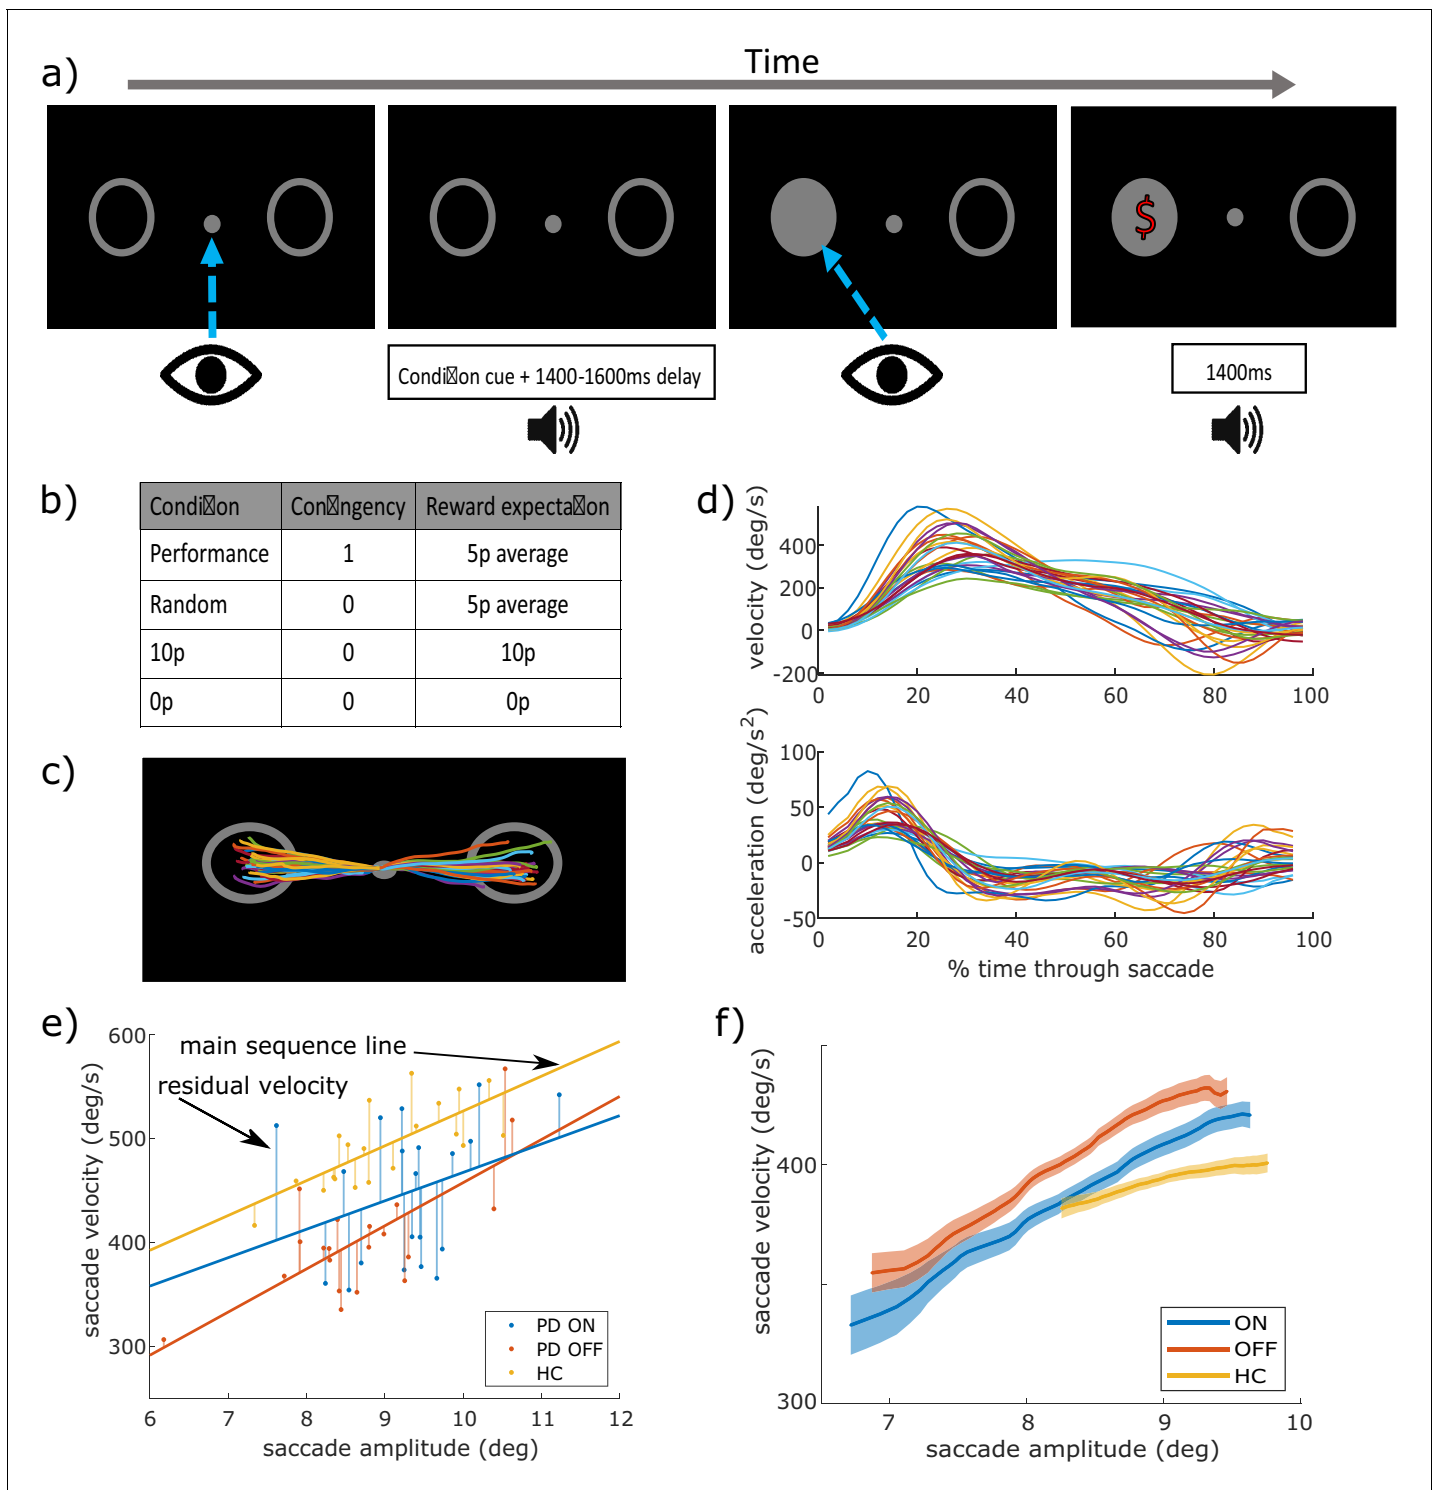 a)
Time
$
Condi☒on cue + 1400-1600ms delay
1400ms
b)
Condi☒on Con☒ngency Reward expecta☒on
Performance 1 5p average
Random 0 5p average
10p 0 10p
0p 0 0p
c)
d)
velocity (deg/s)
400
200
0
-200
0 20 40 60 80 100
acceleration (deg/s²)
100
50
0
-50
0 20 40 60 80 100
% time through saccade
e)
saccade velocity (deg/s)
600
500
400
300
main sequence line
residual velocity
PD ON
PD OFF
HC
6 7 8 9 10 11 12
saccade amplitude (deg)
f)
saccade velocity (deg/s)
400
300
ON
OFF
HC
7 8 9 10
saccade amplitude (deg)